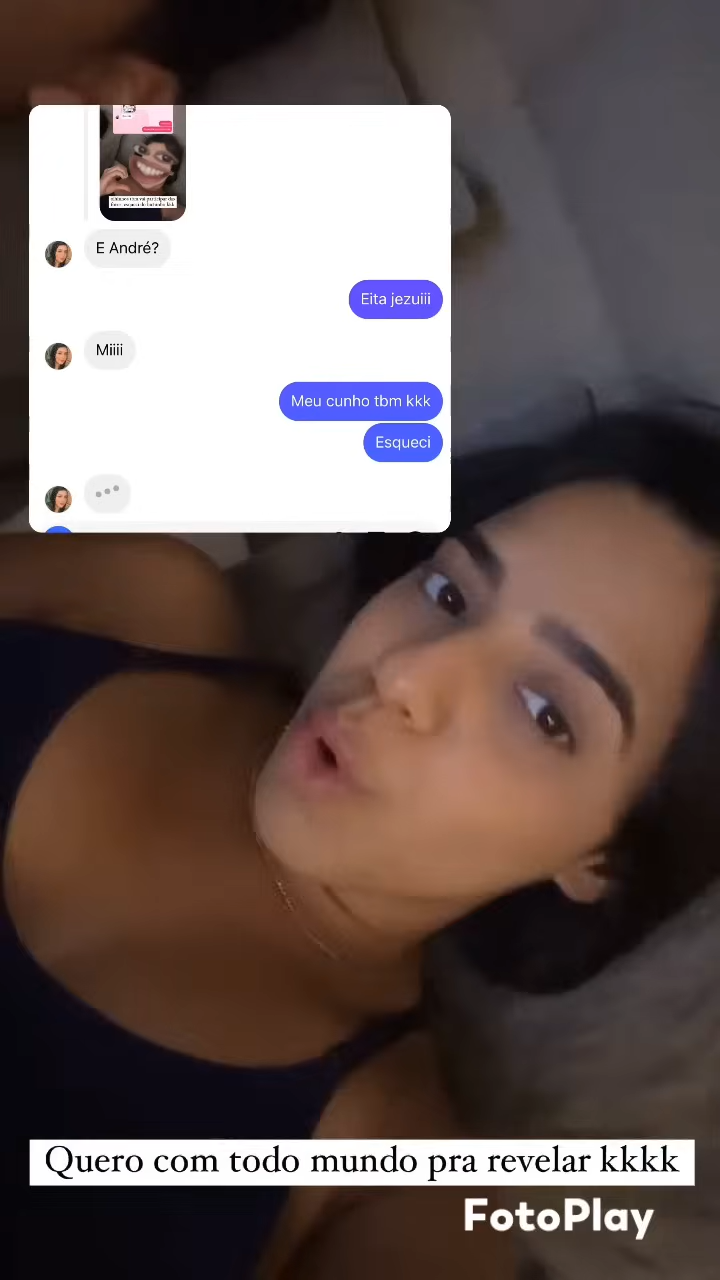 E André?
Eita jezuiii
Miiii
Meu cunho tbm kkk
Esqueci
Quero com todo mundo pra revelar kkkk
FotoPlay